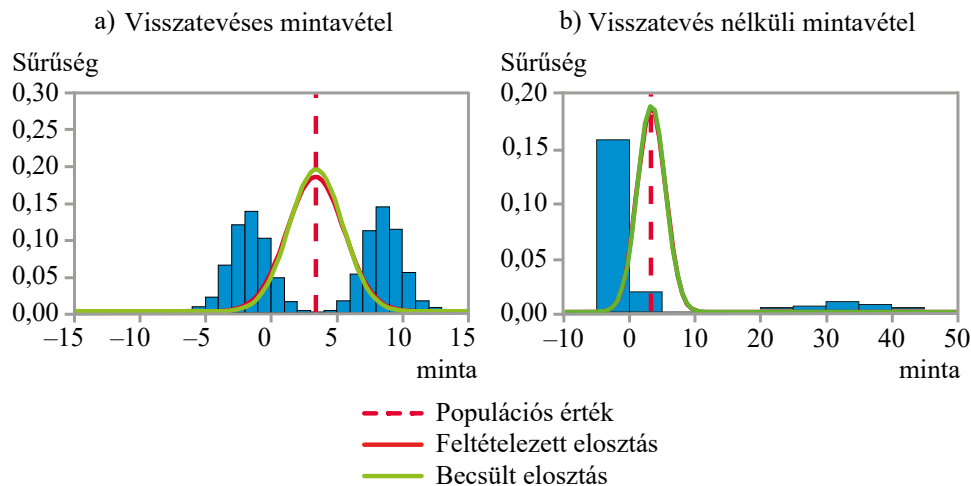 a) Visszatevéses mintavétel
Sűrűség
0,30
0,25
0,20
0,15
0,10
0,05
0,00
–15
–10
–5
0
5
10
15
minta
b) Visszatevés nélküli mintavétel
Sűrűség
0,20
0,15
0,10
0,05
0,00
–10
0
10
20
30
40
50
minta
Populációs érték
Feltételezett elosztás
Becsült elosztás